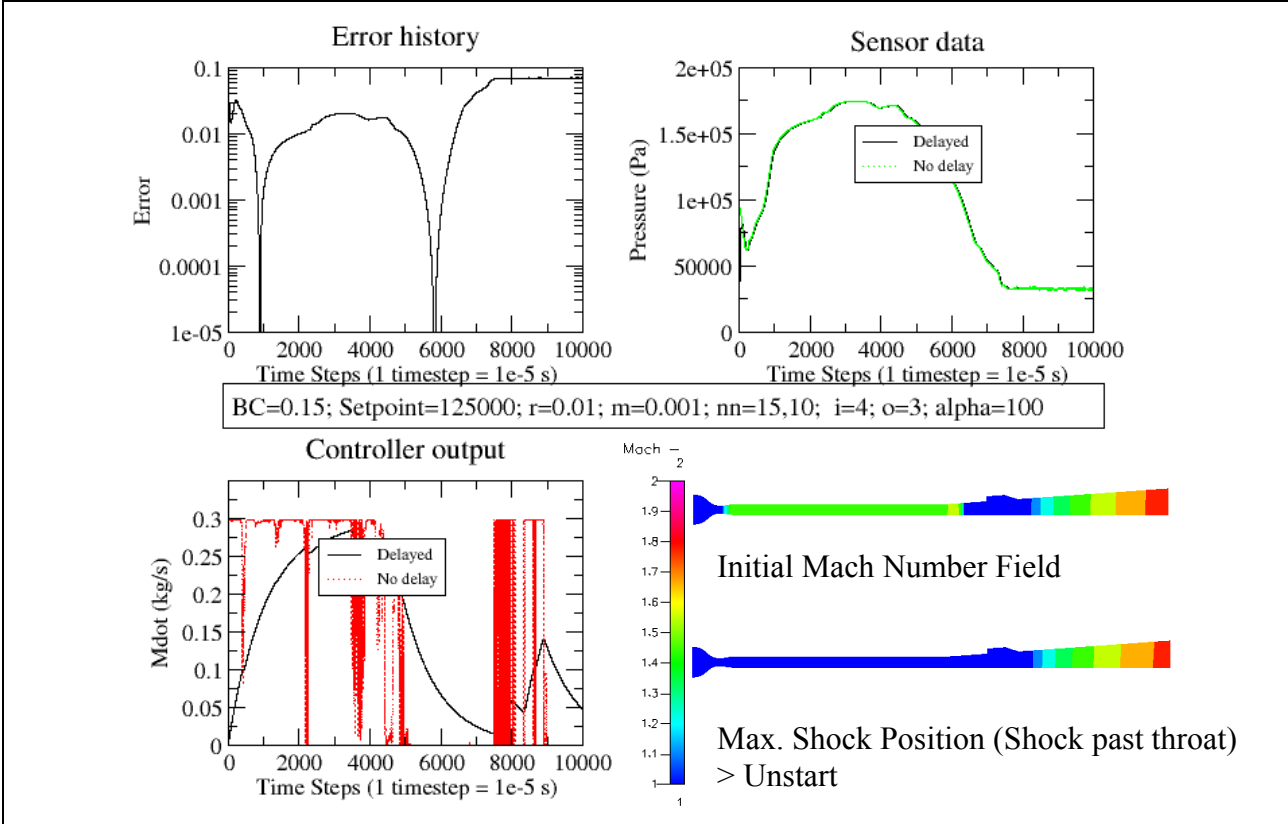 Error history
0.1
0.01
0.001
0.0001
1e-05
Error
0 2000 4000 6000 8000 10000
Time Steps (1 timestep = 1e-5 s)
Sensor data
2e+05
1.5e+05
1e+05
50000
0
Pressure (Pa)
Delayed
No delay
0 2000 4000 6000 8000 10000
Time Steps (1 timestep = 1e-5 s)
BC=0.15; Setpoint=125000; r=0.01; m=0.001; nn=15,10; i=4; o=3; alpha=100
Controller output
0.3
0.25
0.2
0.15
0.1
0.05
0
Mdot (kg/s)
Delayed
No delay
0 2000 4000 6000 8000 10000
Time Steps (1 timestep = 1e-5 s)
Mach
2
2
1.9
1.8
1.7
1.6
1.5
1.4
1.3
1.2
1.1
1
1
Initial Mach Number Field
Max. Shock Position (Shock past throat)
> Unstart